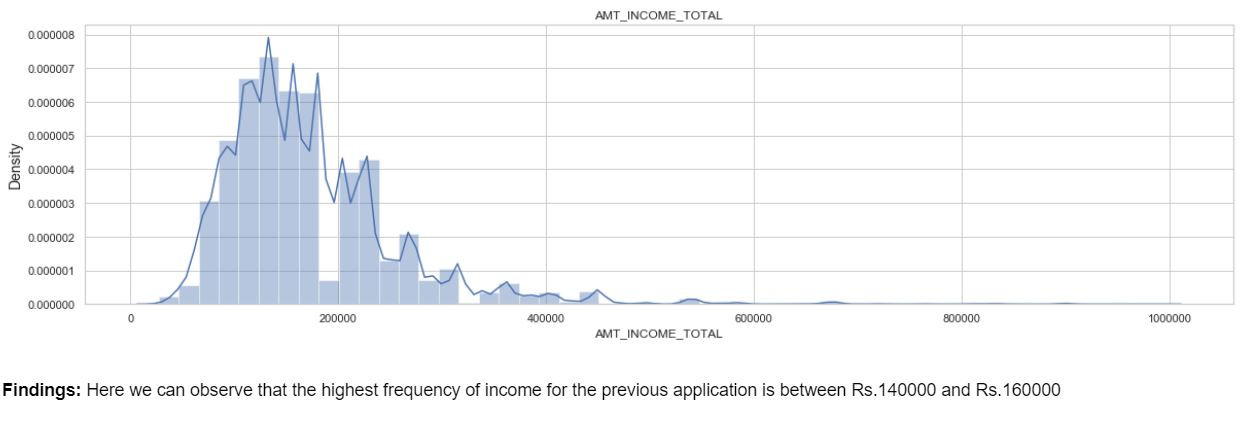 AMT_INCOME_TOTAL
0.000008
0.000007
0.000006
0.000005
0.000004
0.000003
0.000002
0.000001
0.000000
Density
0 200000 400000 600000 800000 1000000
AMT_INCOME_TOTAL
Findings: Here we can observe that the highest frequency of income for the previous application is between Rs.140000 and Rs.160000